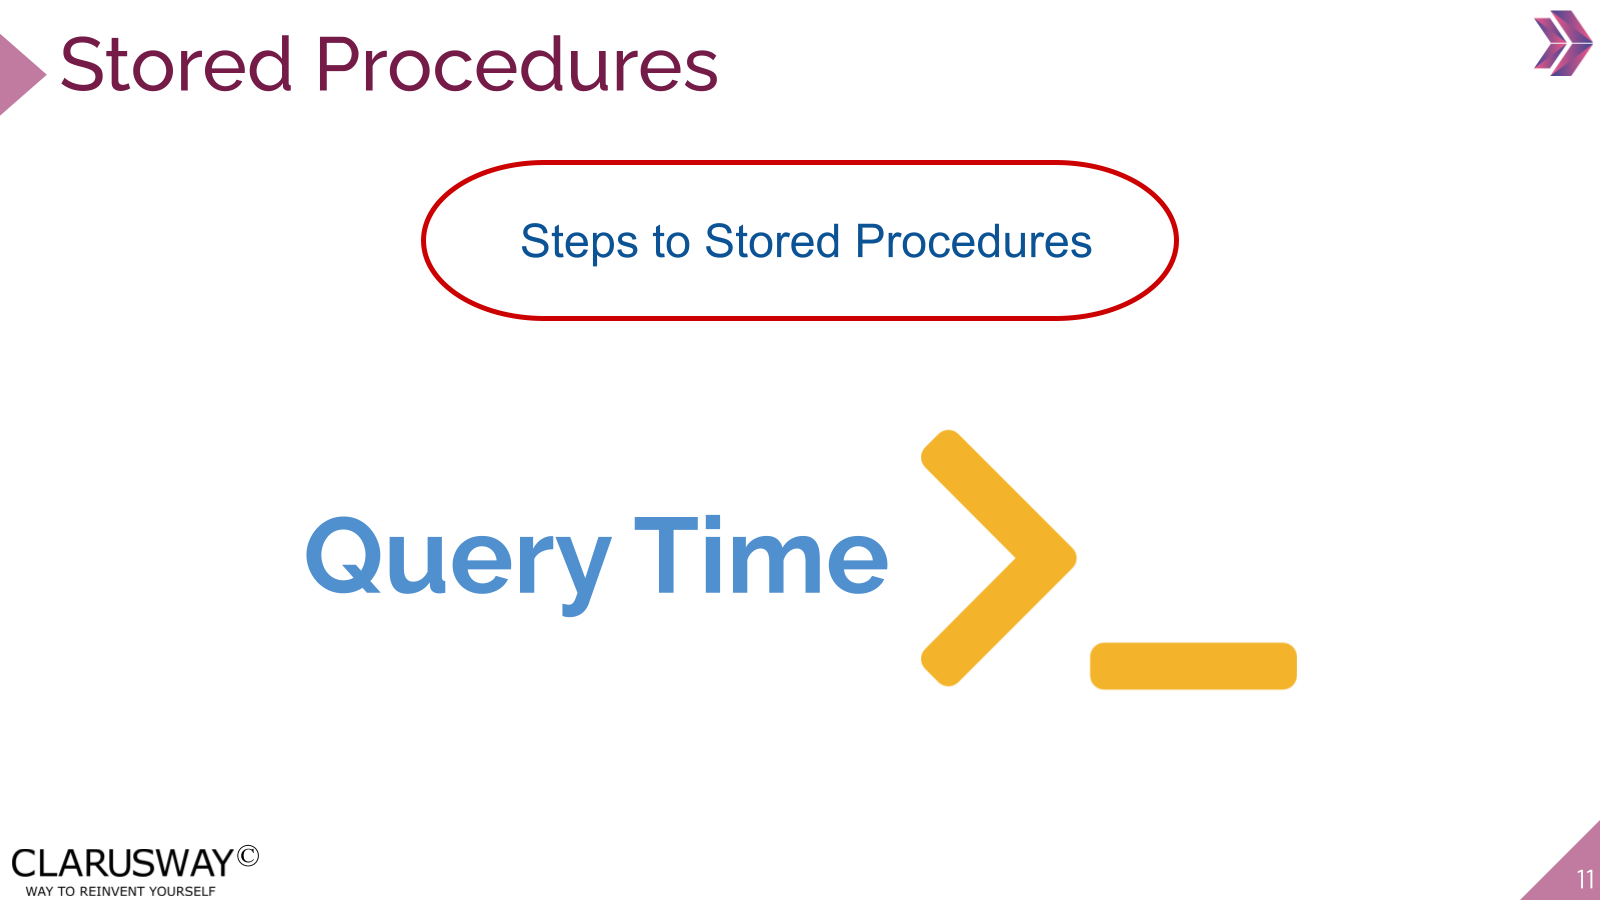 Stored Procedures
Steps to Stored Procedures
Query Time
CLARUSWAY©
WAY TO REINVENT YOURSELF
11